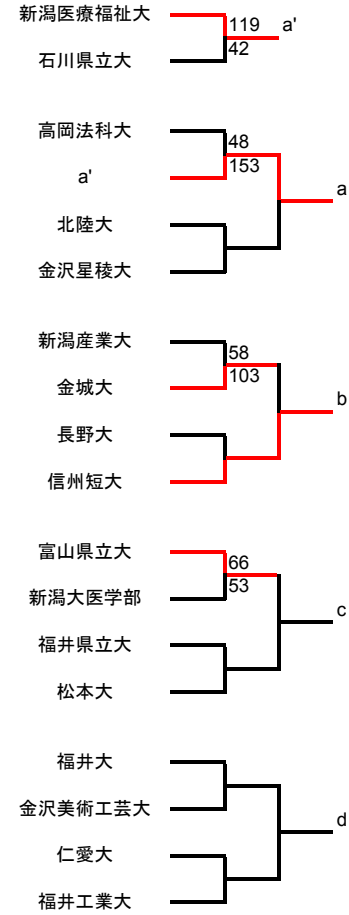 新潟医療福祉大
119 a'
42
石川県立大
高岡法科大
48
153
a'
a
北陸大
金沢星稜大
新潟産業大
58
103
金城大
b
長野大
信州短大
富山県立大
66
53
新潟大医学部
c
福井県立大
松本大
福井大
金沢美術工芸大
d
仁愛大
福井工業大